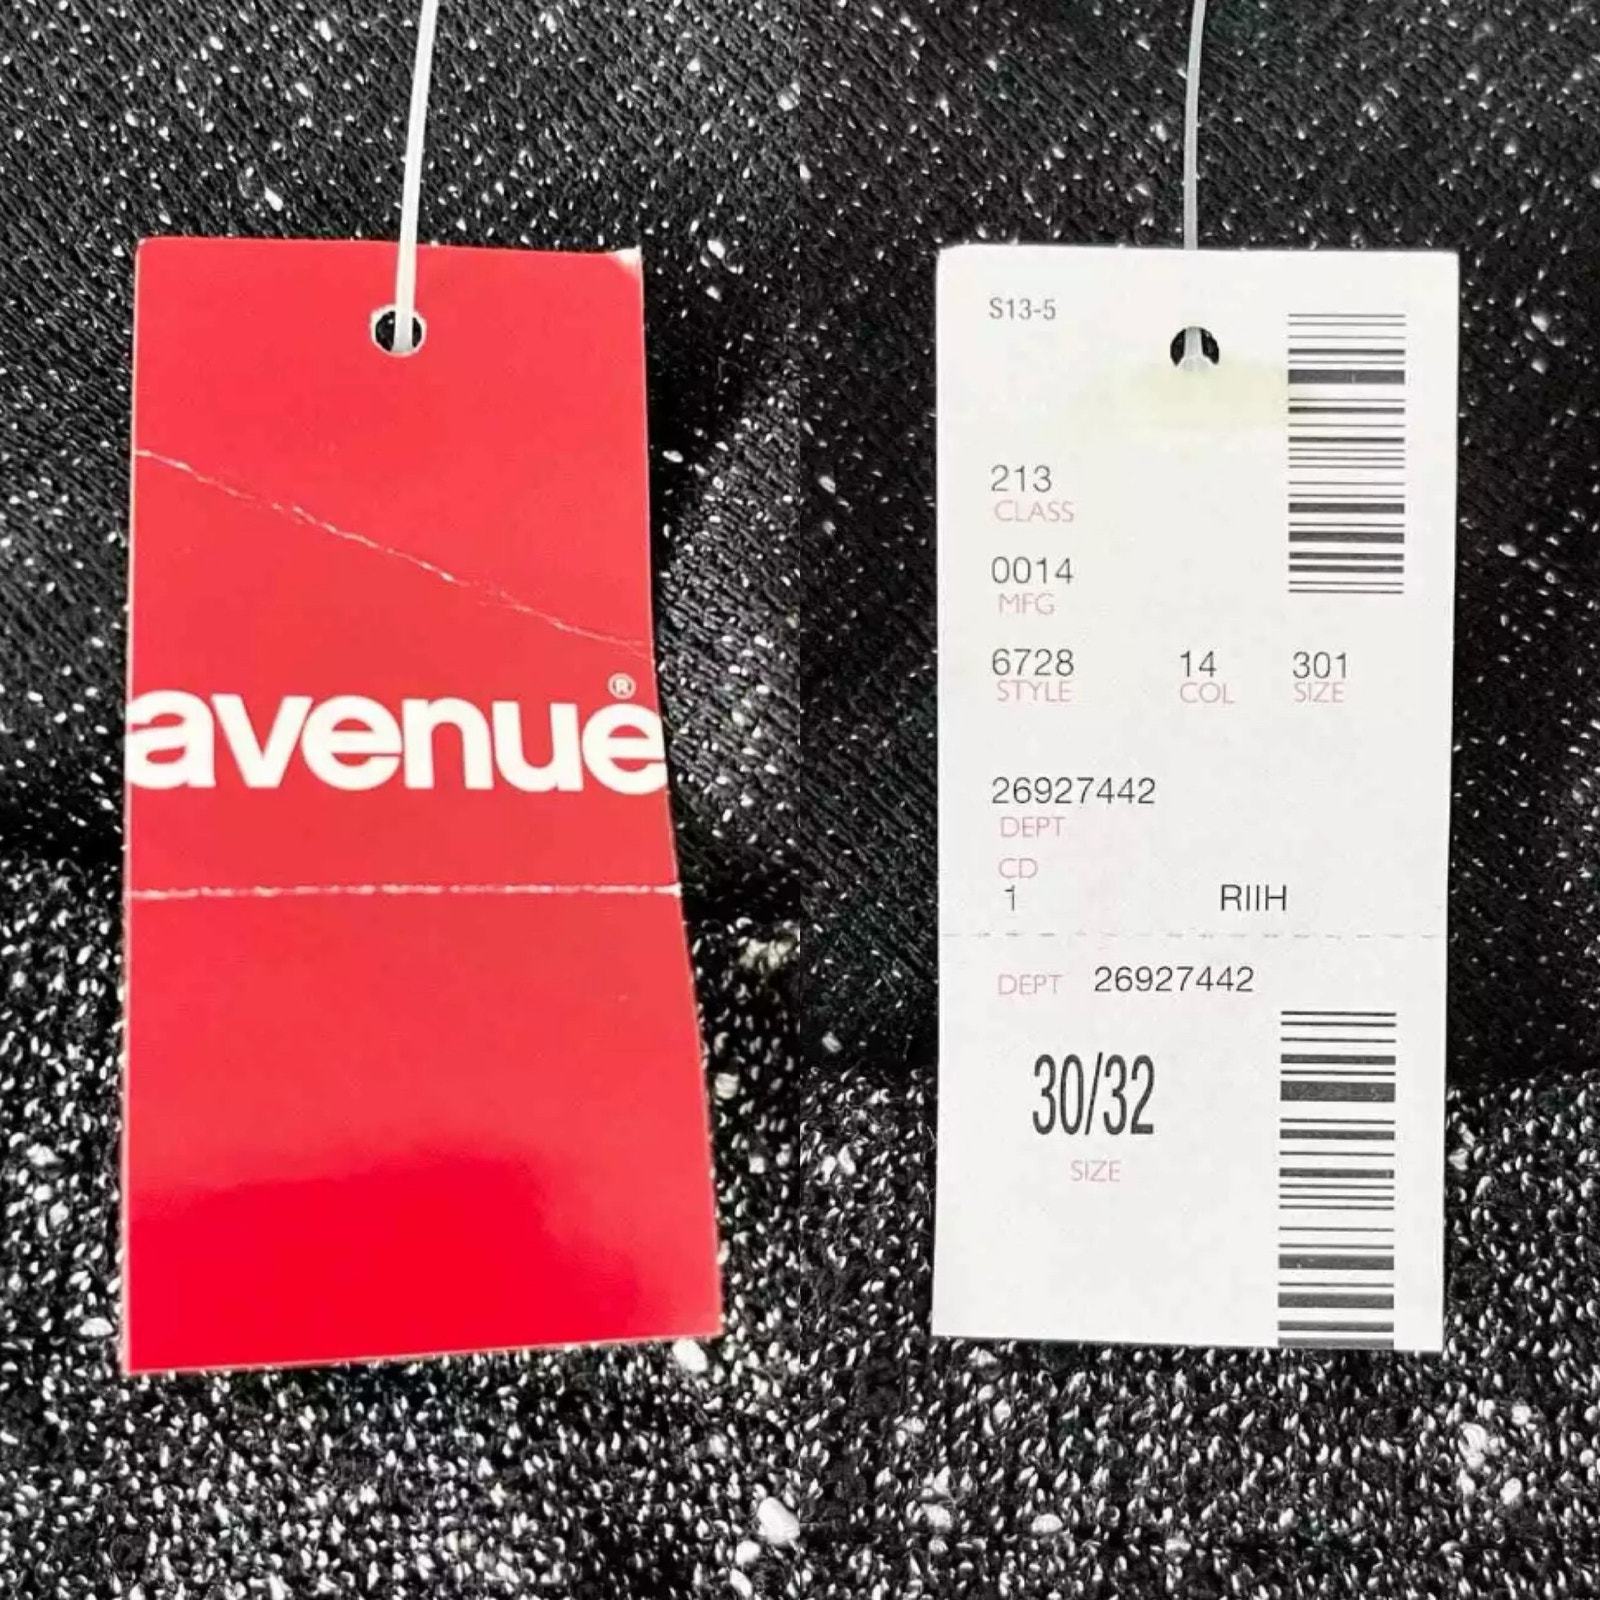 avenue®
S13-5
213
CLASS
0014
MFG
6728 14 301
STYLE COL SIZE
26927442
DEPT
CD
1 RIIH
DEPT 26927442
30/32
SIZE